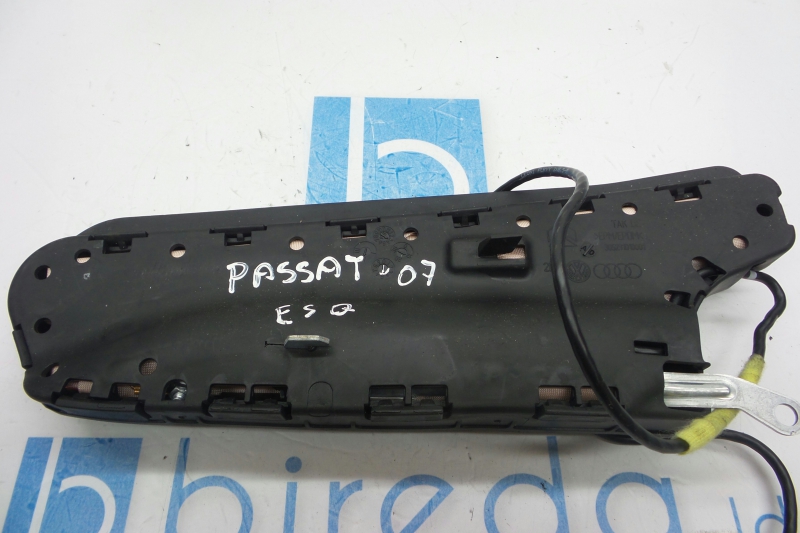 PASSAT-07
ESQ
bireda